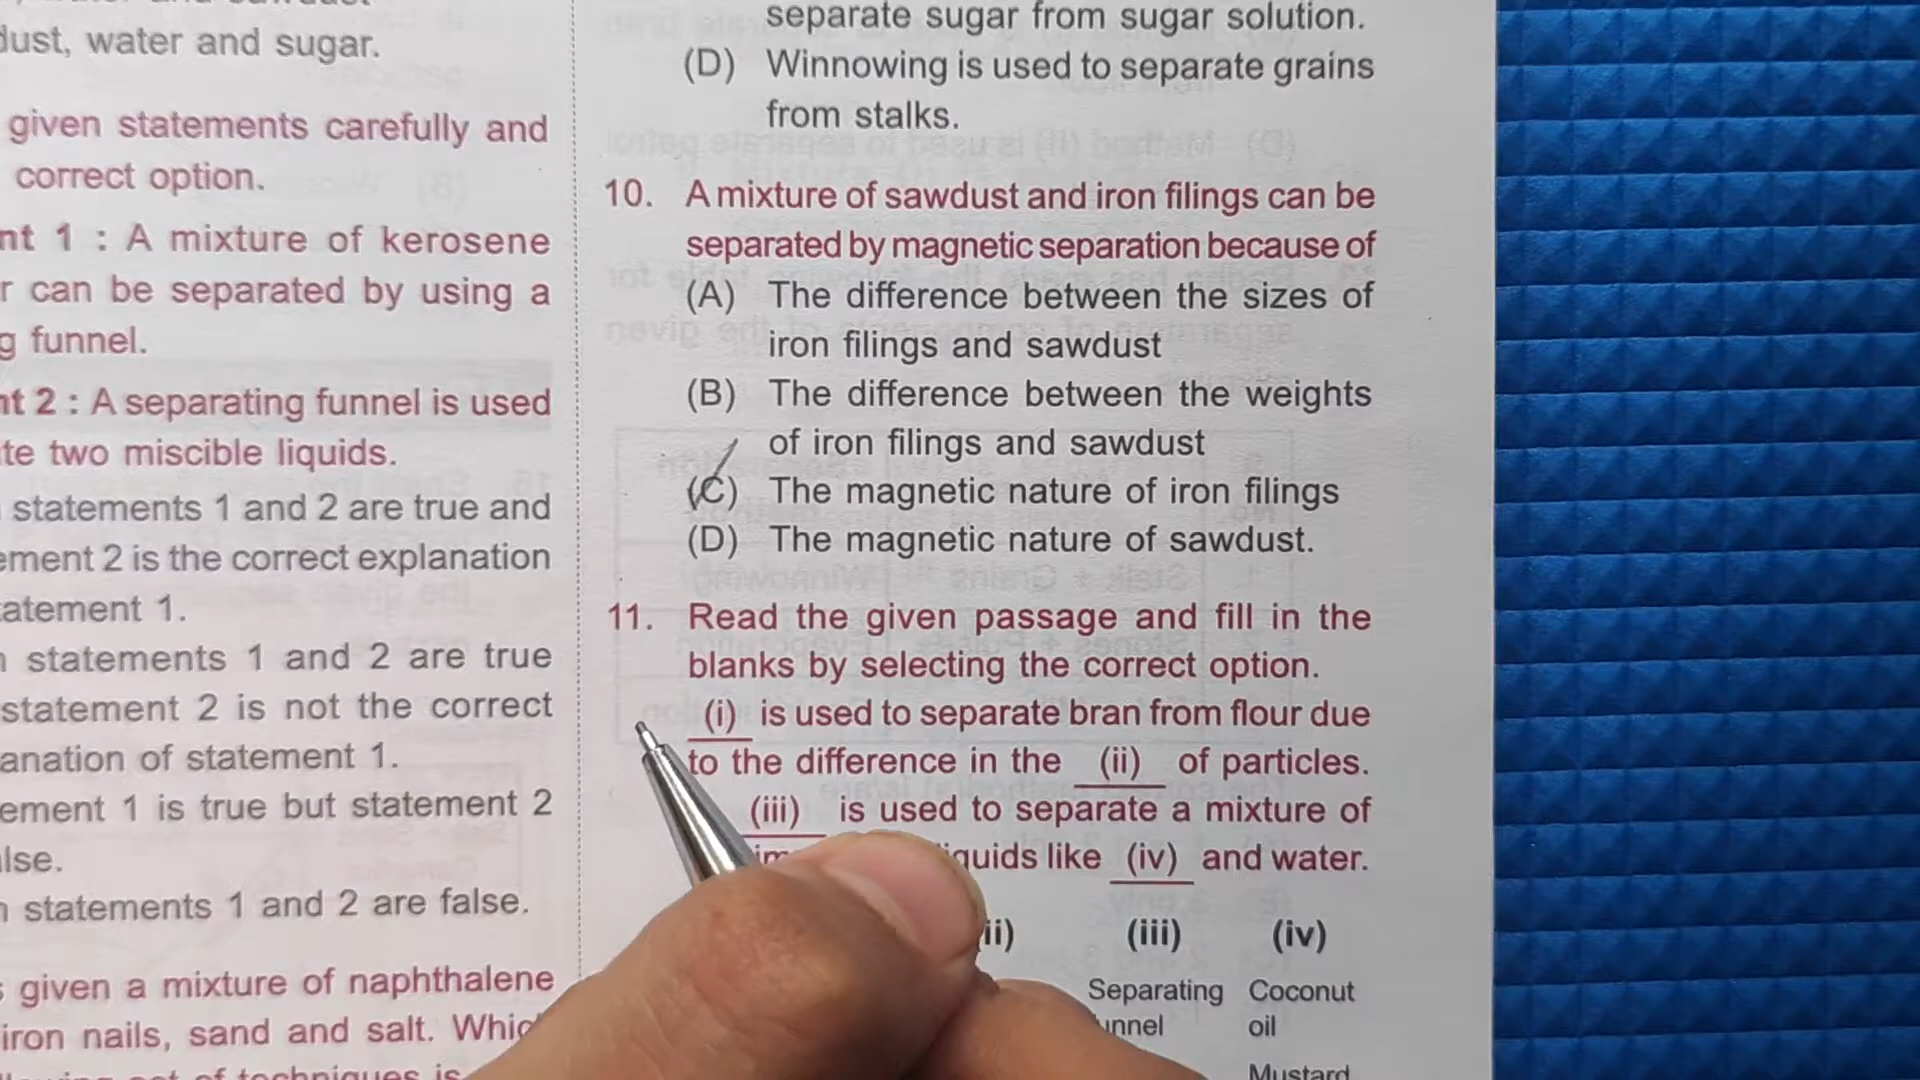 dust, water and sugar.
given statements carefully and
correct option.
nt 1 : A mixture of kerosene
r can be separated by using a
g funnel.
nt 2 : A separating funnel is used
te two miscible liquids.
statements 1 and 2 are true and
ement 2 is the correct explanation
atement 1.
statements 1 and 2 are true
statement 2 is not the correct
anation of statement 1.
ement 1 is true but statement 2
alse.
statements 1 and 2 are false.
given a mixture of naphthalene
iron nails, sand and salt.
separate sugar from sugar solution.
(D) Winnowing is used to separate grains
from stalks.
10. A mixture of sawdust and iron filings can be
separated by magnetic separation because of
(A) The difference between the sizes of
iron filings and sawdust
(B) The difference between the weights
of iron filings and sawdust
(C) The magnetic nature of iron filings
(D) The magnetic nature of sawdust.
11. Read the given passage and fill in the
blanks by selecting the correct option.
(i) is used to separate bran from flour due
to the difference in the (ii) of particles.
(iii) is used to separate a mixture of
quids like (iv) and water.
(iii) (iv)
Separating Coconut
unnel oil
Mustard